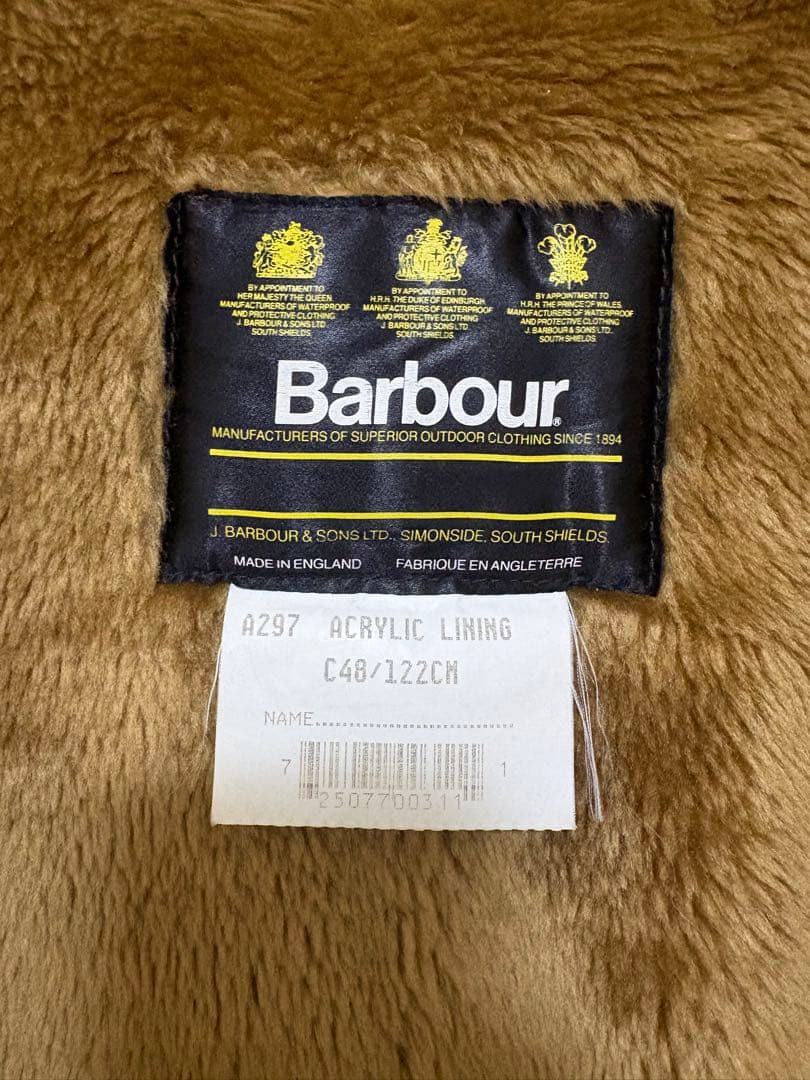 BY APPOINTMENT TO
HER MAJESTY THE QUEEN
MANUFACTURERS OF WATERPROOF
AND PROTECTIVE CLOTHING
J. BARBOUR & SONS LTD
SOUTH SHIELDS.
BY APPOINTMENT TO
H.R.H. THE DUKE OF EDINBURGH
MANUFACTURERS OF WATERPROOF
AND PROTECTIVE CLOTHING
J. BARBOUR & SONS LTD
SOUTH SHIELDS.
BY APPOINTMENT TO
H.R.H. THE PRINCE OF WALES
MANUFACTURERS OF WATERPROOF
AND PROTECTIVE CLOTHING
J. BARBOUR & SONS LTD.
SOUTH SHIELDS.
Barbour®
MANUFACTURERS OF SUPERIOR OUTDOOR CLOTHING SINCE 1894
J. BARBOUR & SONS LTD., SIMONSIDE, SOUTH SHIELDS.
MADE IN ENGLAND FABRIQUE EN ANGLETERRE
A297 ACRYLIC LINING
C48/122CM
NAME........................................
7 2507700311 1